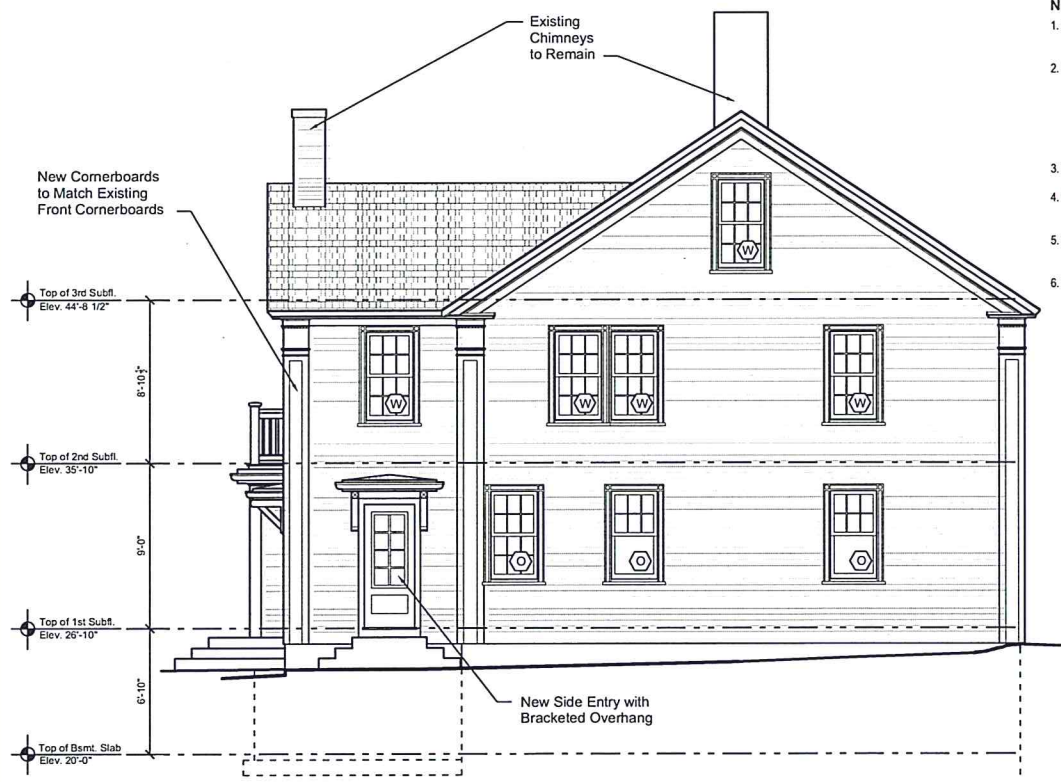 Existing
Chimneys
to Remain
N
1.
2.
3.
4.
5.
6.
New Cornerboards
to Match Existing
Front Cornerboards
W
Top of 3rd Subfl.
Elev. 44'-8 1/2"
8'-10½"
W
W
W
W
Top of 2nd Subfl.
Elev. 35'-10"
9'-0"
O
O
O
Top of 1st Subfl.
Elev. 26'-10"
6'-10"
New Side Entry with
Bracketed Overhang
Top of Bsmt. Slab
Elev. 20'-0"